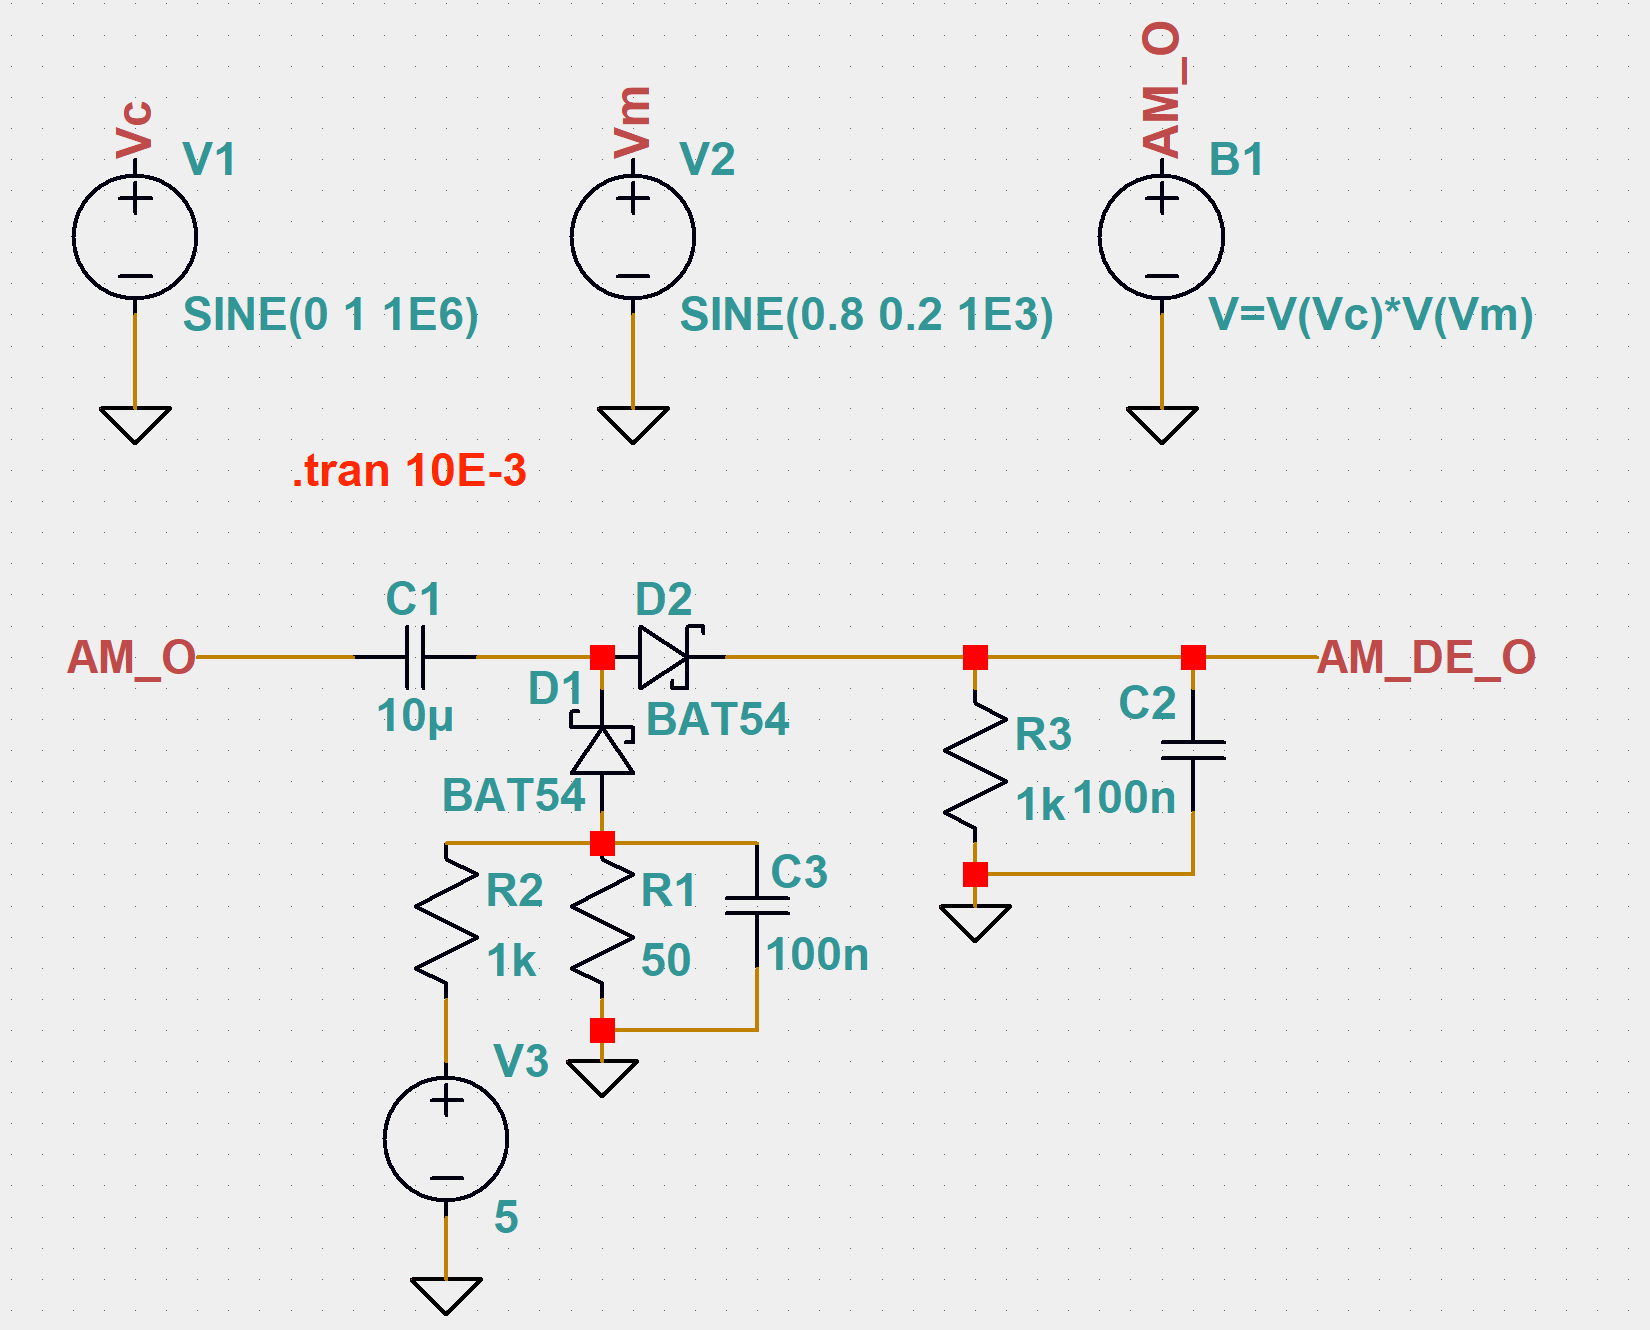 Vc
V1
SINE(0 1 1E6)
Vm
V2
SINE(0.8 0.2 1E3)
AM_O
B1
V=V(Vc)*V(Vm)
.tran 10E-3
AM_O
C1
10µ
D2
BAT54
D1
BAT54
R3
1k
C2
100n
AM_DE_O
R2
1k
R1
50
C3
100n
V3
5